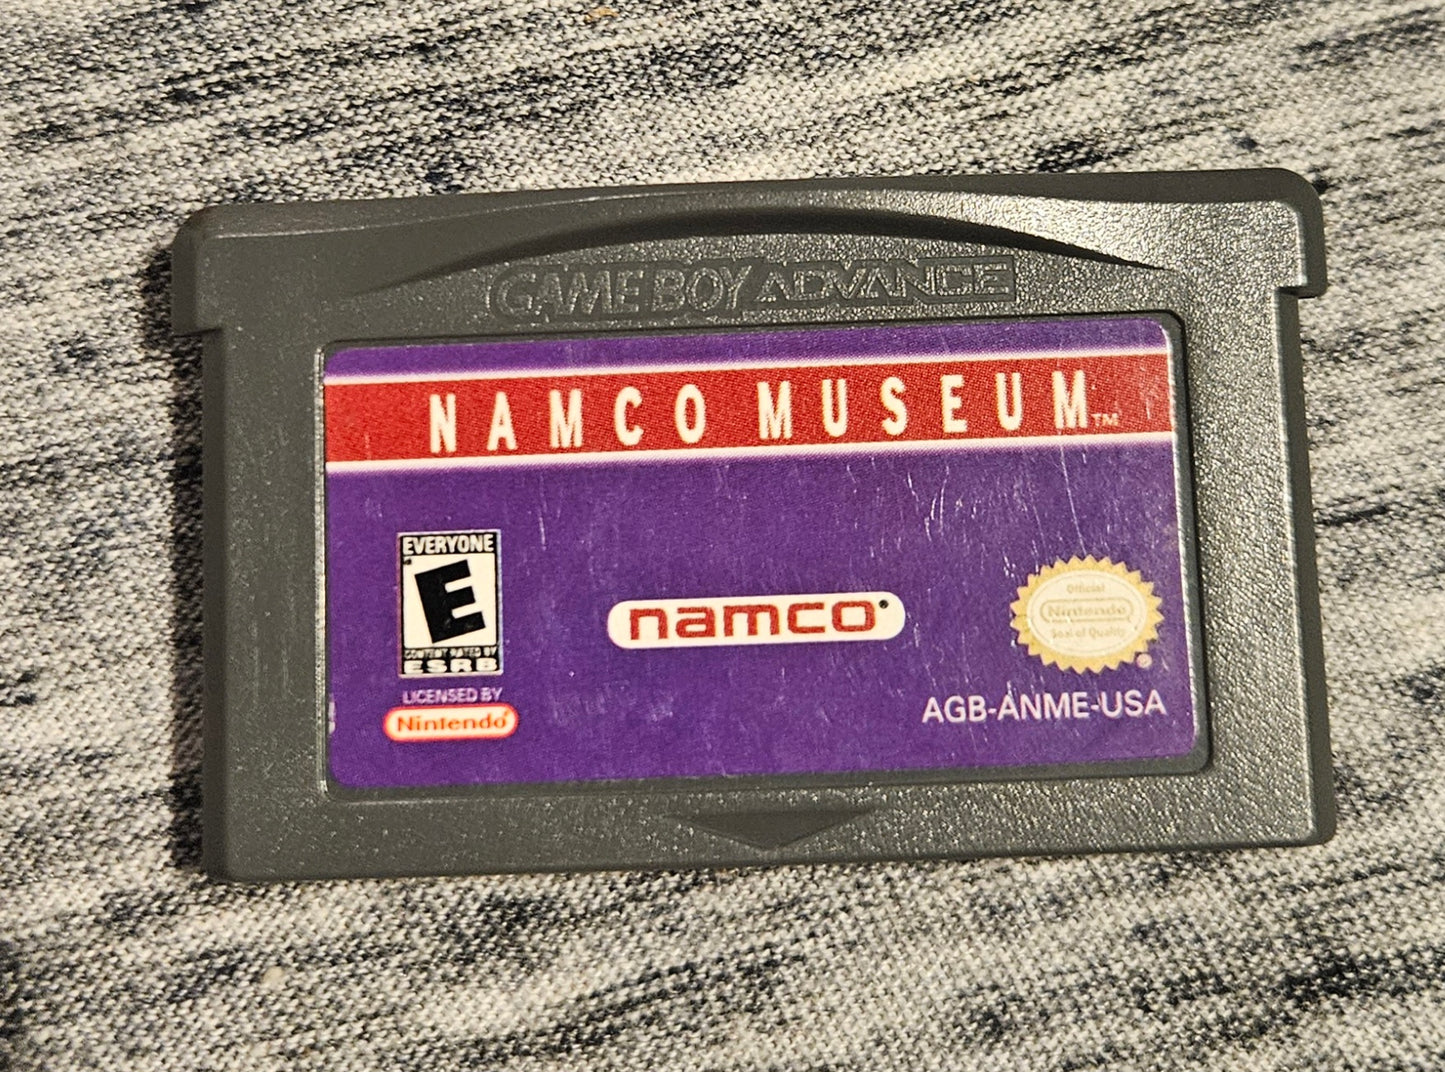 GAME BOY ADVANCE
NAMCO MUSEUM™
EVERYONE
E
CONTENT RATED BY
ESRB
LICENSED BY
Nintendo®
namco®
Official
Nintendo
Seal of Quality
®
AGB-ANME-USA